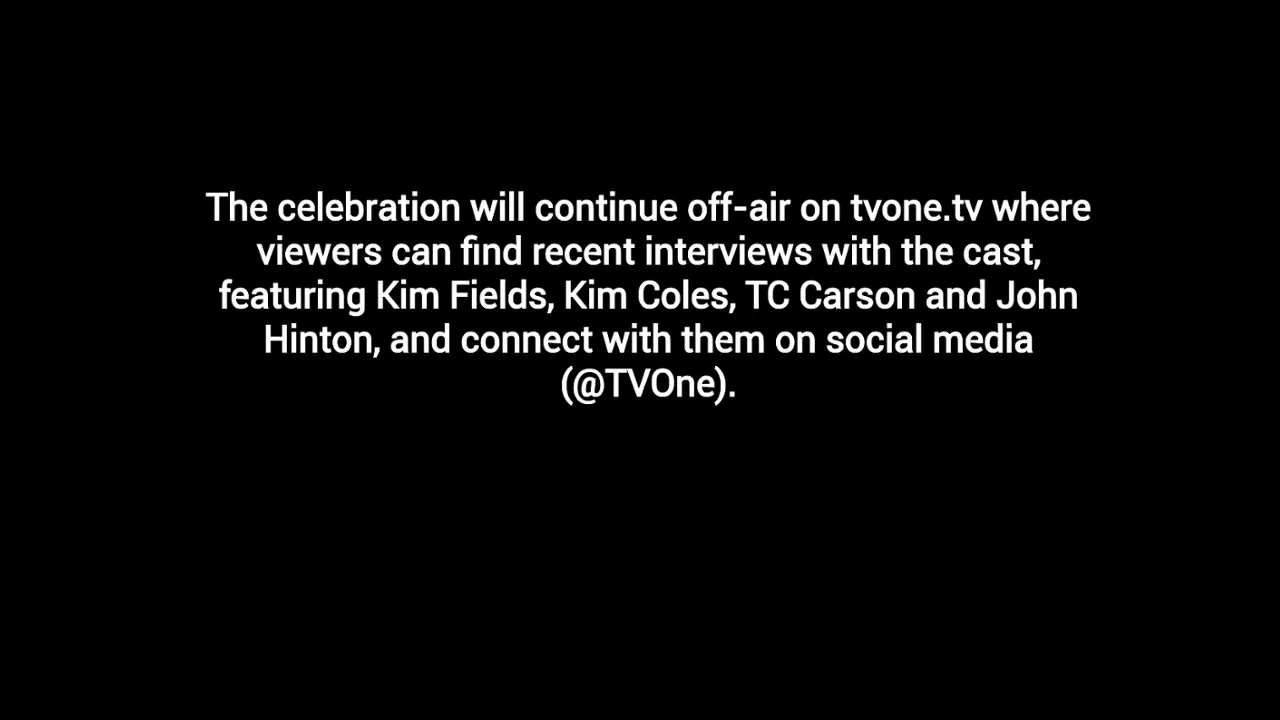 The celebration will continue off-air on tvone.tv where
viewers can find recent interviews with the cast,
featuring Kim Fields, Kim Coles, TC Carson and John
Hinton, and connect with them on social media
(@TVOne).